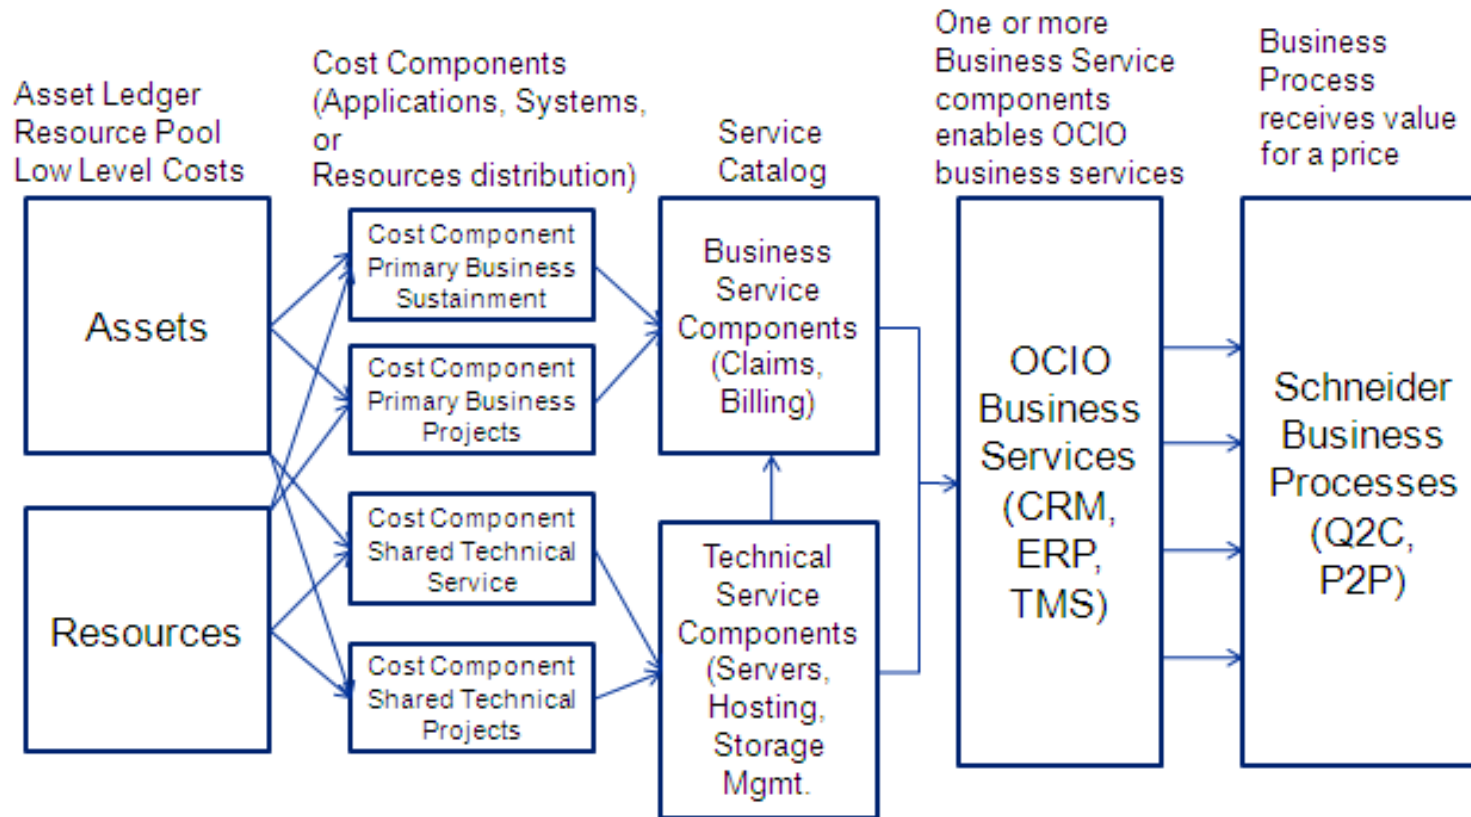 Asset Ledger
Resource Pool
Low Level Costs
Cost Components
(Applications, Systems,
or
Resources distribution)
Service
Catalog
One or more
Business Service
components
enables OCIO
business services
Business
Process
receives value
for a price
Assets
Resources
Cost Component
Primary Business
Sustainment
Cost Component
Primary Business
Projects
Cost Component
Shared Technical
Service
Cost Component
Shared Technical
Projects
Business
Service
Components
(Claims,
Billing)
Technical
Service
Components
(Servers,
Hosting,
Storage
Mgmt.
OCIO
Business
Services
(CRM,
ERP,
TMS)
Schneider
Business
Processes
(Q2C,
P2P)